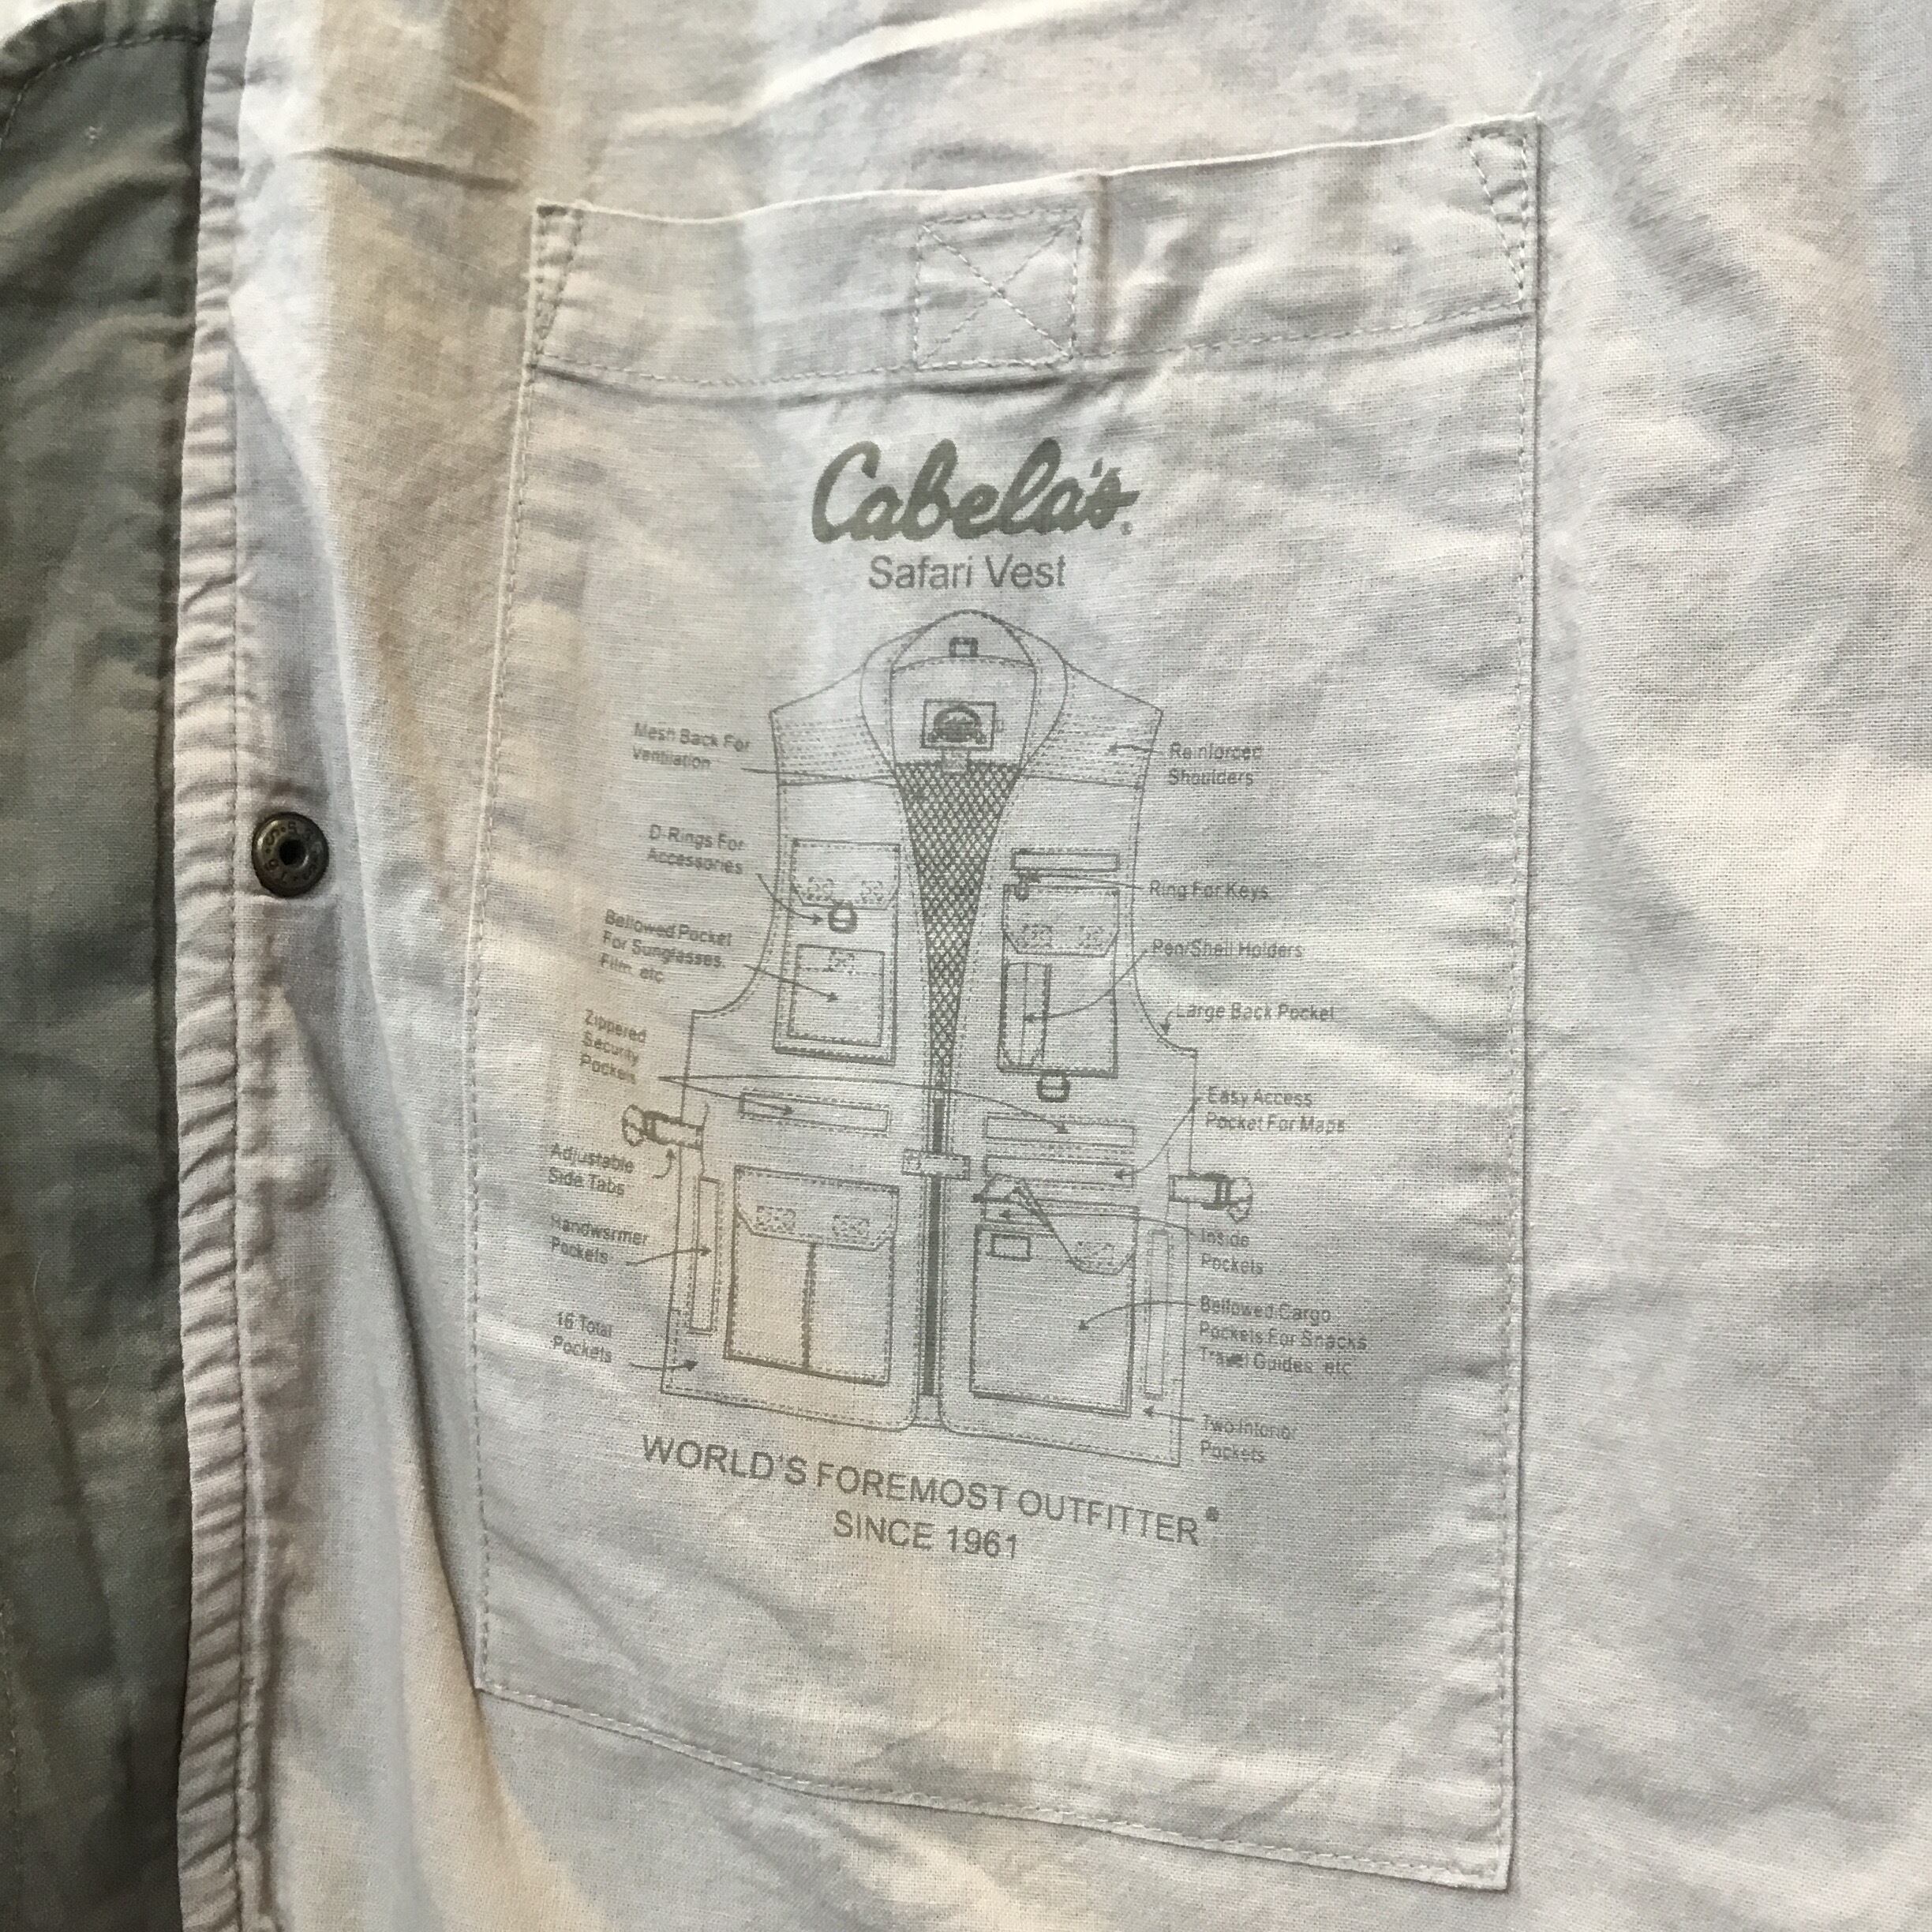 Cabela's®
Safari Vest
Mesh Back For
Ventilation
D-Rings For
Accessories
Bellowed Pocket
For Sunglasses,
Film, etc
Zippered
Security
Pockets
Adjustable
Side Tabs
Handwarmer
Pockets
16 Total
Pockets
Reinforced
Shoulders
Ring For Keys
Pen/Shell Holders
Large Back Pocket
Easy Access
Pocket For Maps
Inside
Pockets
Bellowed Cargo
Pockets For Snacks
Travel Guides, etc
Two Interior
Pockets
WORLD'S FOREMOST OUTFITTER®
SINCE 1961